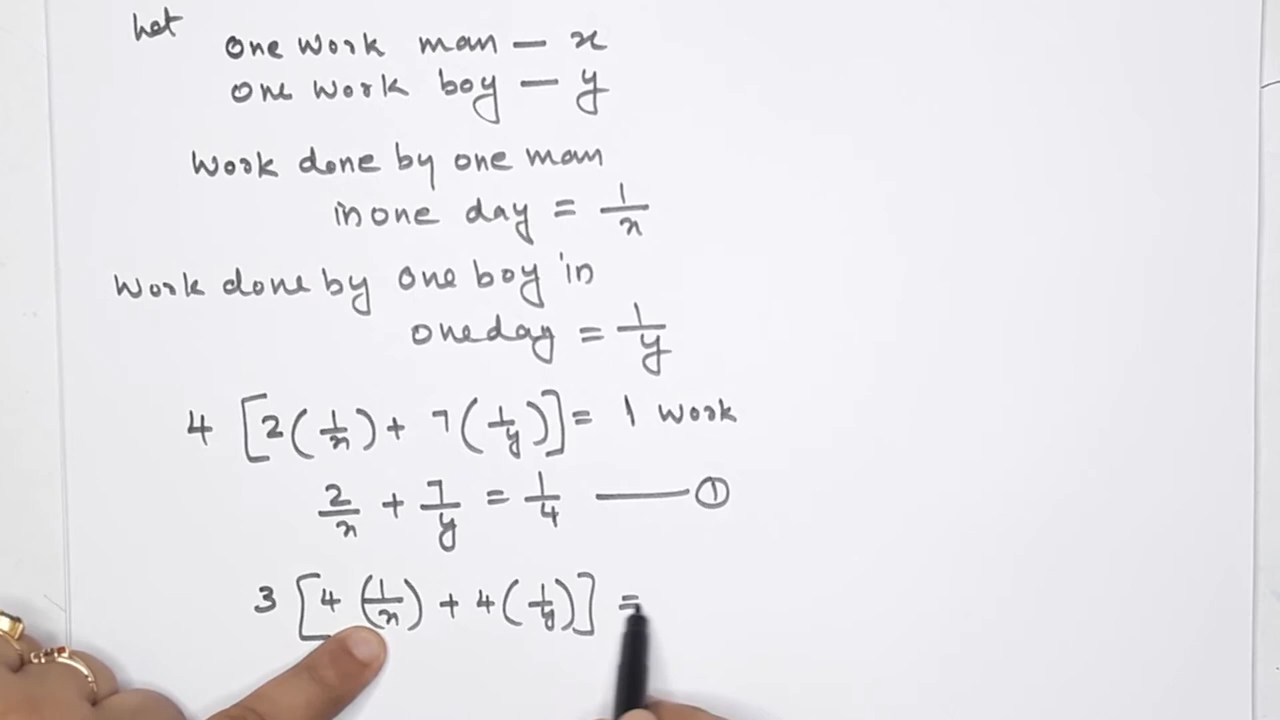 Let
One work man — x
One work boy — y
Work done by one man
in one day = 1/x
Work done by one boy in
one day = 1/y
4 [2(1/x) + 7(1/y)] = 1 work
2/x + 7/y = 1/4 —— ①
3 [4(1/x) + 4(1/y)] =